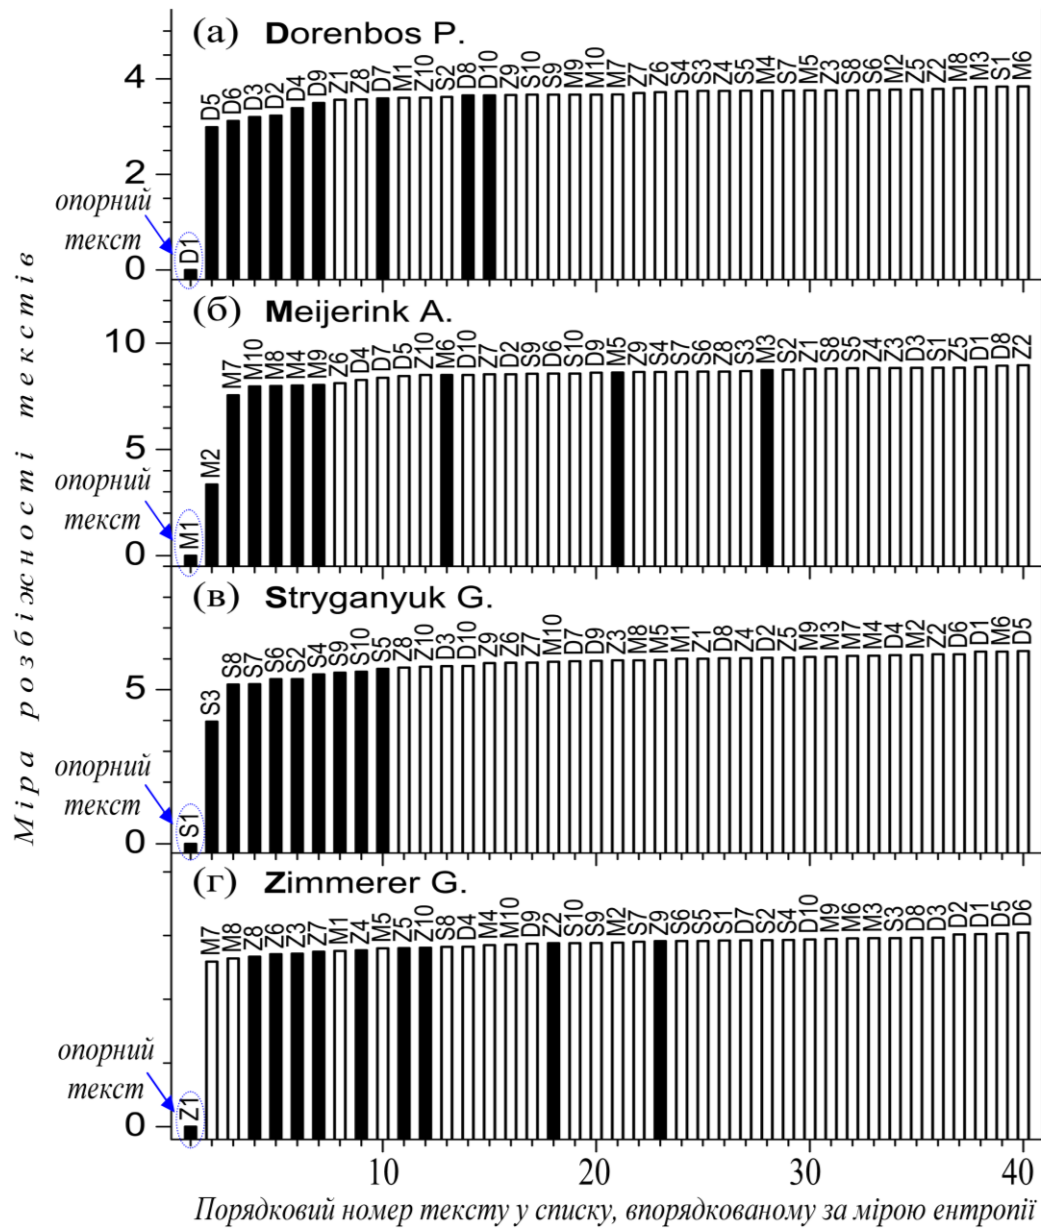 Міра розбіжності текстів
(а) Dorenbos P.
4
2
0
опорний
текст
D1 D5 D6 D3 D2 D4 D9 Z1 Z8 D7 M1 Z10 S2 D8 D10 Z9 S10 S9 M9 M10 M7 Z7 Z6 S4 S3 Z4 S5 M4 S7 M5 Z3 S8 S6 M2 Z5 Z2 M8 M3 S1 M6
(б) Meijerink A.
10
5
0
опорний
текст
M1 M2 M7 M10 M8 M4 M9 Z6 D4 D7 D5 Z10 M6 D10 Z7 D2 S9 D6 S10 D9 M5 Z9 S4 S7 S6 Z8 S3 M3 S2 Z1 S8 S5 Z4 Z3 D3 S1 Z5 D1 D8 Z2
(в) Stryganyuk G.
5
0
опорний
текст
S1 S3 S8 S7 S6 S2 S4 S9 S10 S5 Z8 Z10 D3 D10 Z9 Z6 Z7 M10 D7 D9 Z3 M8 M5 M1 Z1 D8 Z4 D2 Z5 M9 M3 M7 M4 D4 M2 Z2 D6 D1 M6 D5
(г) Zimmerer G.
0
опорний
текст
Z1 M7 M8 Z8 Z6 Z3 Z7 M1 Z4 M5 Z5 Z10 S8 D4 M4 M10 D9 Z2 S10 S9 M2 S7 Z9 S6 S5 S1 D7 S2 S4 D10 M9 M6 M3 S3 D8 D3 D2 D1 D5 D6
10 20 30 40
Порядковий номер тексту у списку, впорядкованому за мірою ентропії